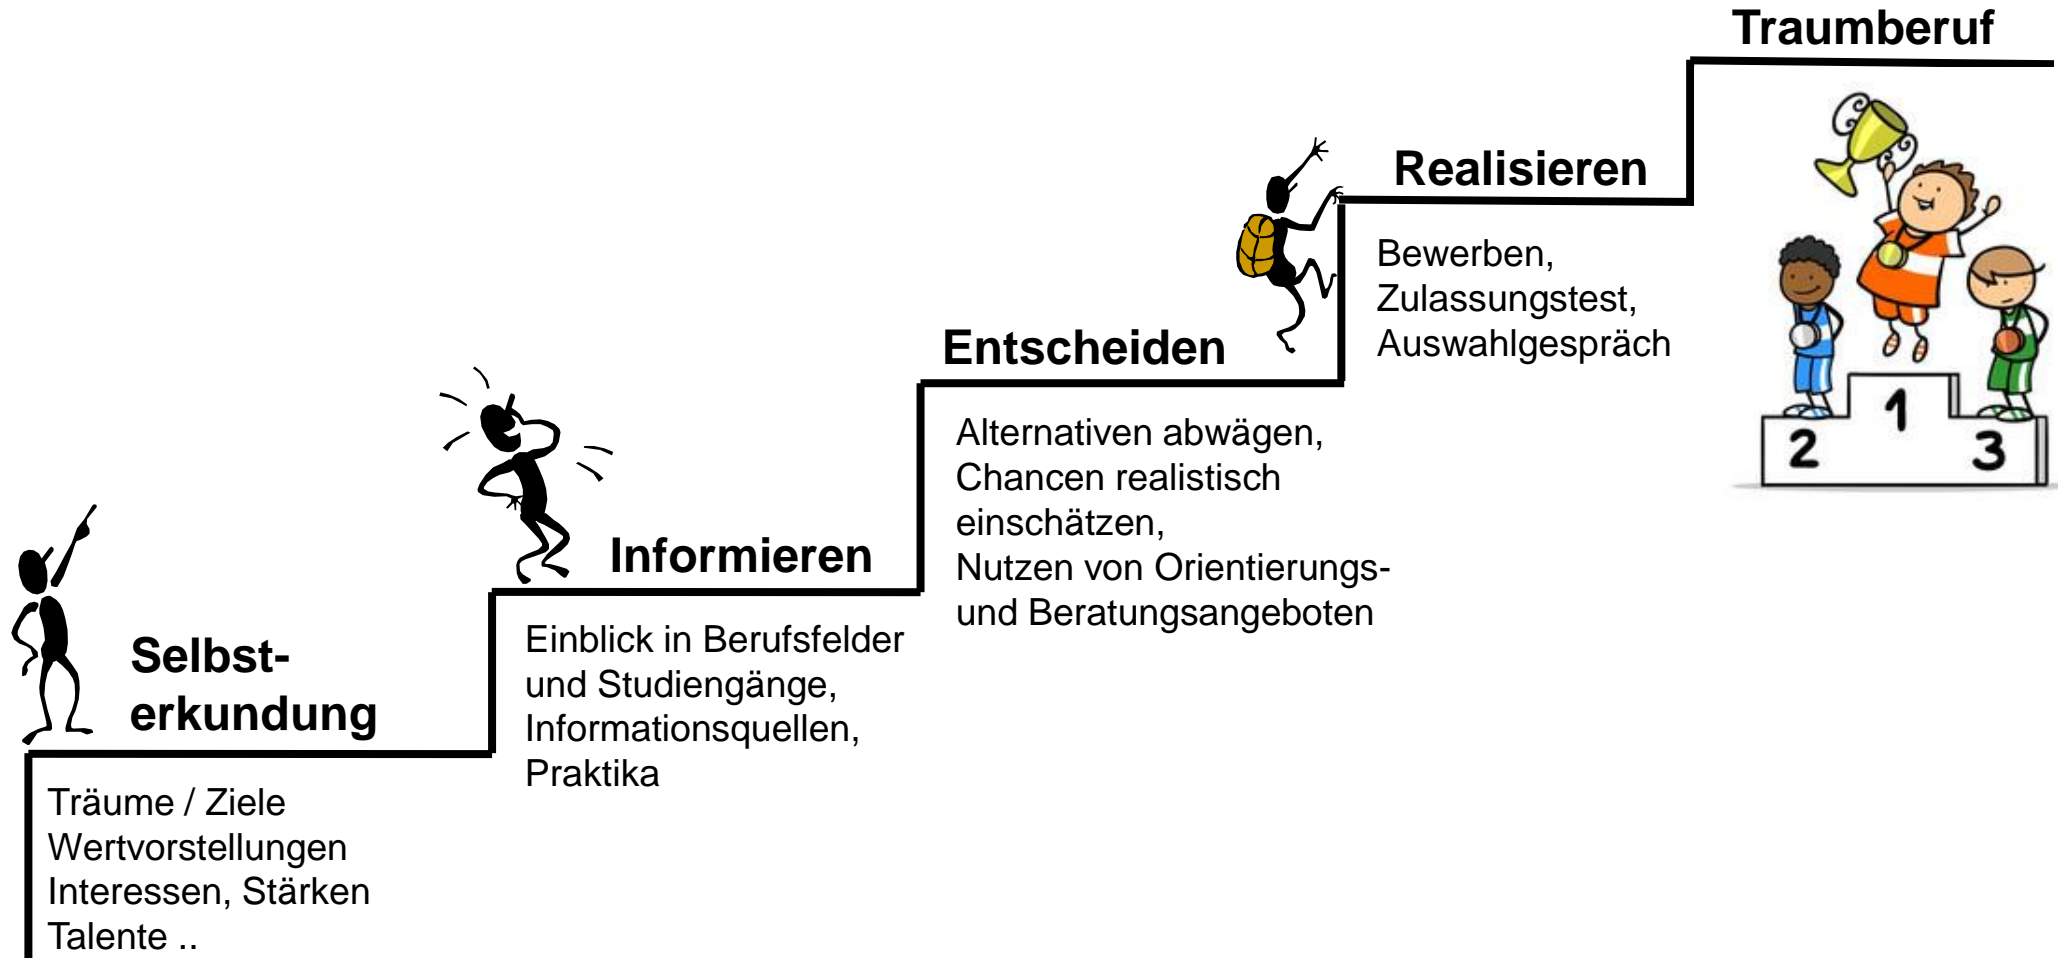 Selbst-
erkundung
Träume / Ziele
Wertvorstellungen
Interessen, Stärken
Talente ..
Informieren
Einblick in Berufsfelder
und Studiengänge,
Informationsquellen,
Praktika
Entscheiden
Alternativen abwägen,
Chancen realistisch
einschätzen,
Nutzen von Orientierungs-
und Beratungsangeboten
Realisieren
Bewerben,
Zulassungstest,
Auswahlgespräch
Traumberuf
1
2
3